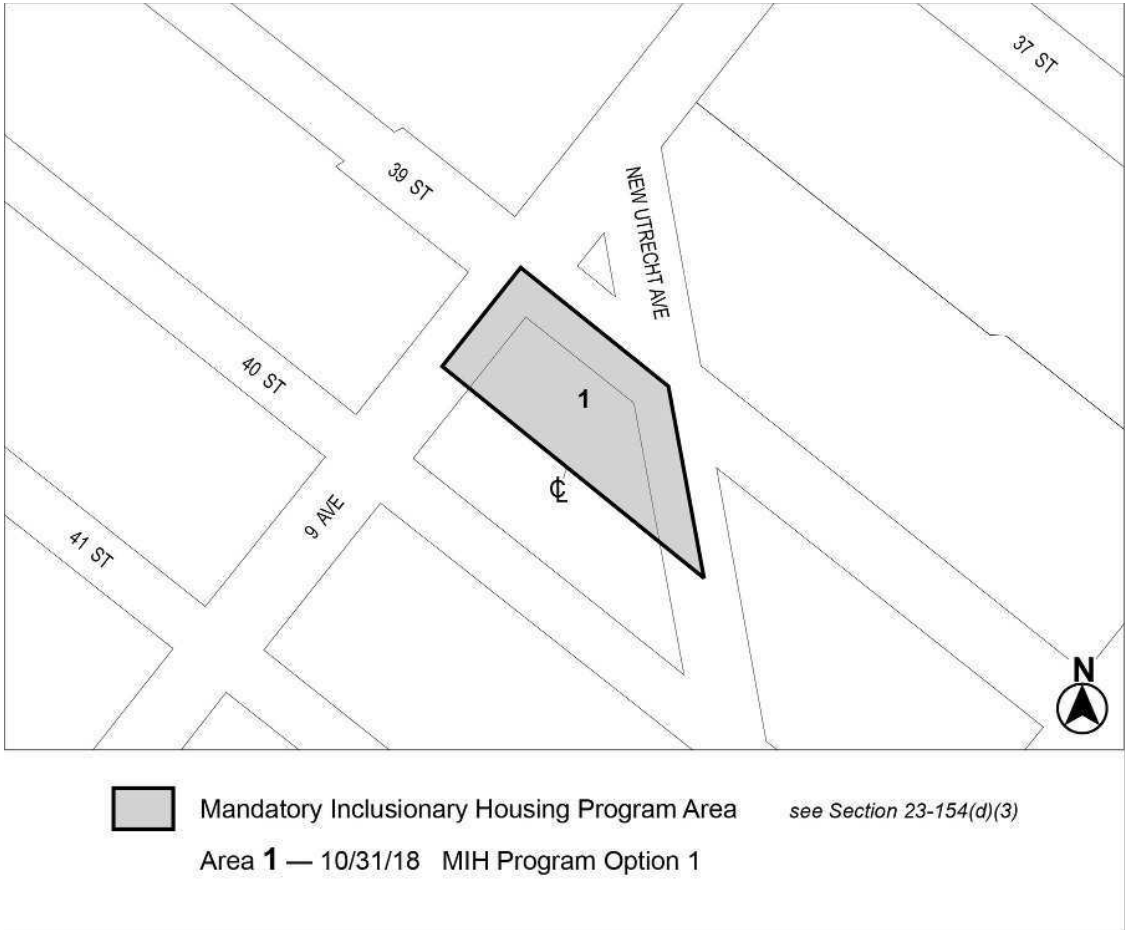 37 ST
39 ST
NEW UTRECHT AVE
40 ST
1
℄
9 AVE
41 ST
N
Mandatory Inclusionary Housing Program Area see Section 23-154(d)(3)
Area 1 — 10/31/18 MIH Program Option 1